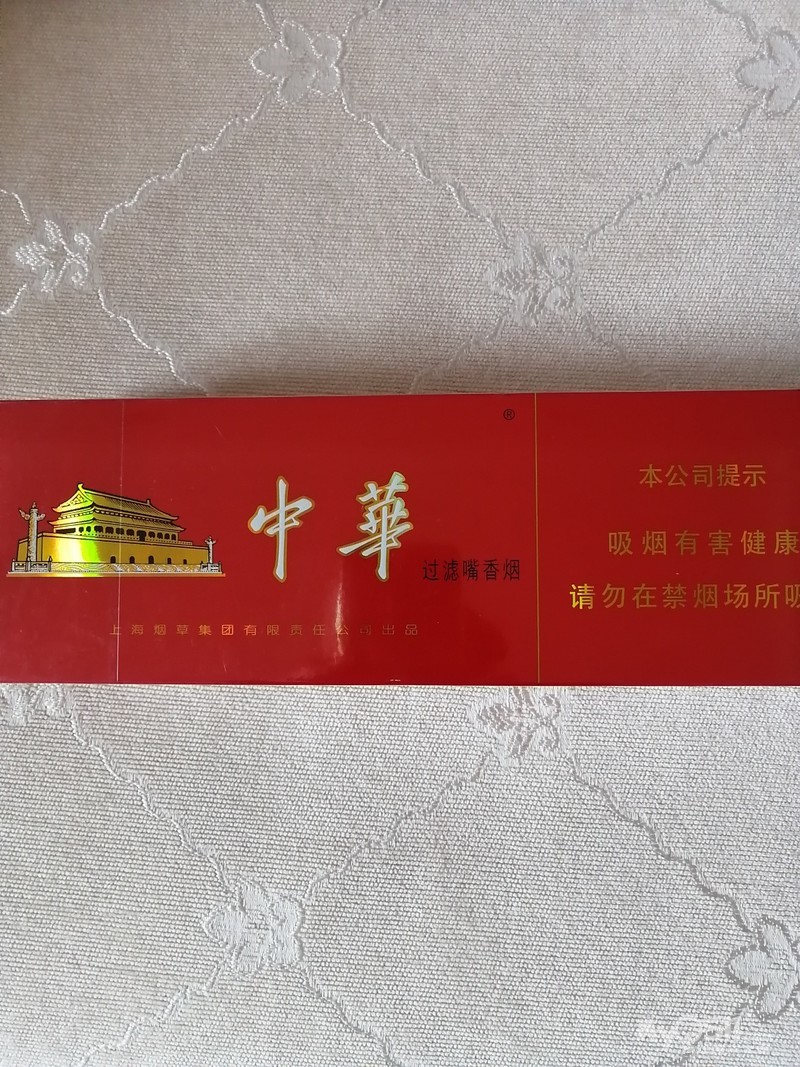 ®
中華
过滤嘴香烟
上海烟草集团有限责任公司出品
本公司提示
吸烟有害健康
请勿在禁烟场所吸